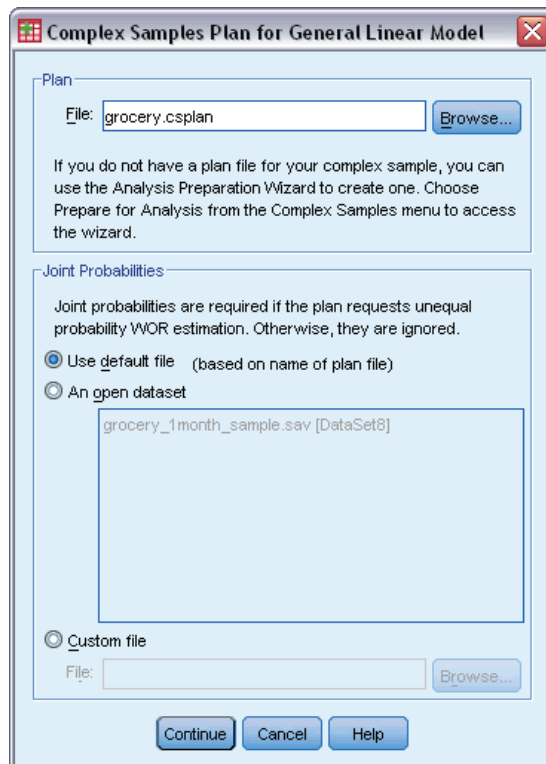 Complex Samples Plan for General Linear Model
Plan
File: grocery.csplan Browse...
If you do not have a plan file for your complex sample, you can
use the Analysis Preparation Wizard to create one. Choose
Prepare for Analysis from the Complex Samples menu to access
the wizard.
Joint Probabilities
Joint probabilities are required if the plan requests unequal
probability WOR estimation. Otherwise, they are ignored.
Use default file (based on name of plan file)
An open dataset
grocery_1month_sample.sav [DataSet8]
Custom file
File: Browse...
Continue Cancel Help